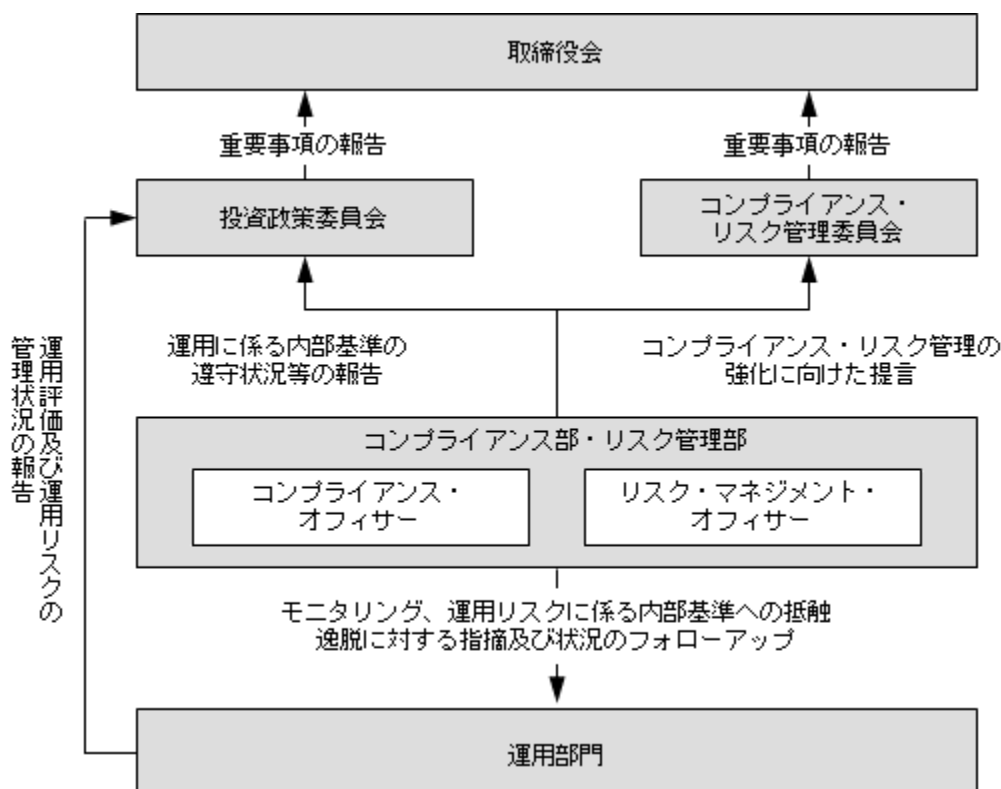 取締役会
重要事項の報告
重要事項の報告
投資政策委員会
コンプライアンス・
リスク管理委員会
運用に係る内部基準の
遵守状況等の報告
コンプライアンス・リスク管理の
強化に向けた提言
運用評価及び運用リスクの
管理状況の報告
コンプライアンス部・リスク管理部
コンプライアンス・
オフィサー
リスク・マネジメント・
オフィサー
モニタリング、運用リスクに係る内部基準への抵触
逸脱に対する指摘及び状況のフォローアップ
運用部門